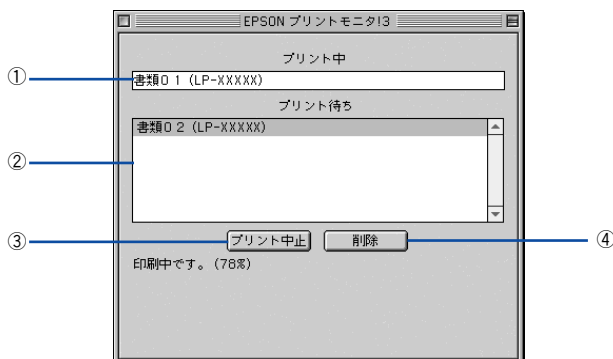 EPSON プリントモニタ!3
プリント中
① 書類０１ (LP-XXXXX)
プリント待ち
② 書類０２ (LP-XXXXX)
③ プリント中止 削除 ④
印刷中です。(78%)